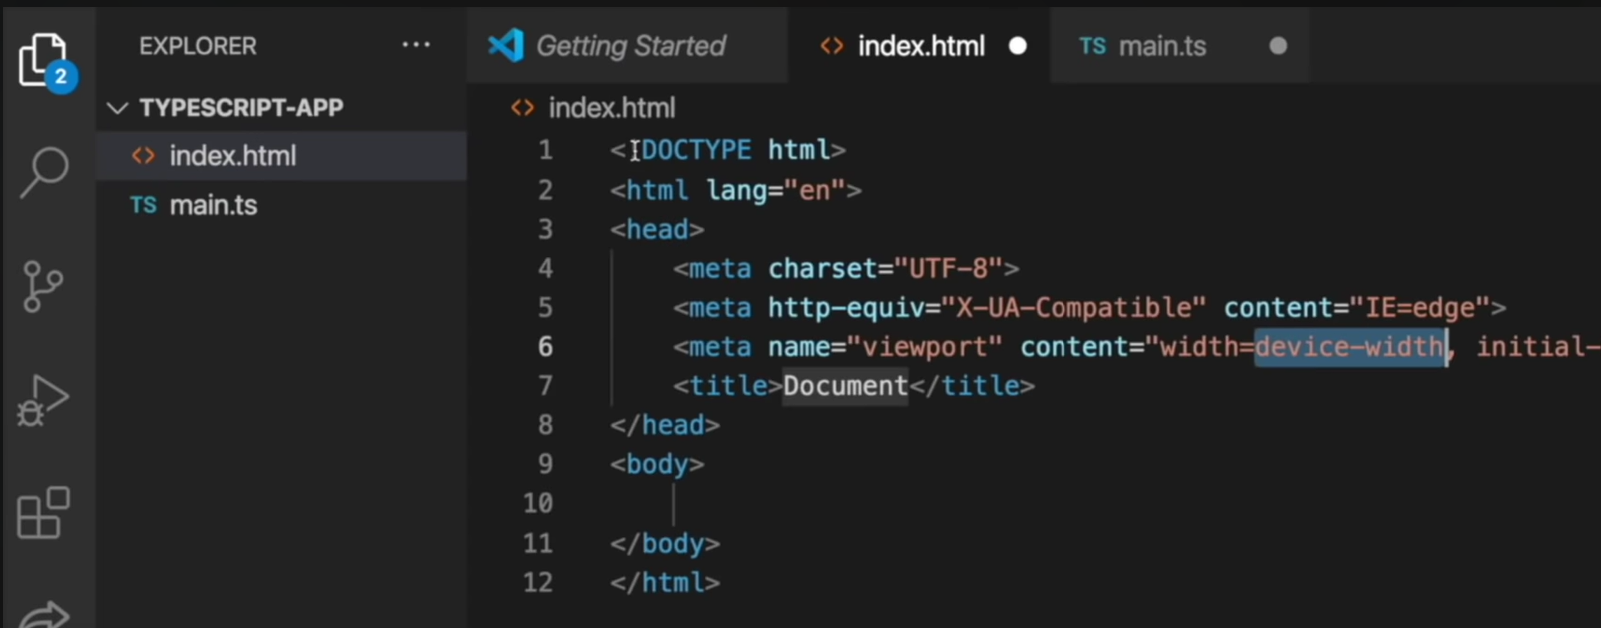 EXPLORER ...
Getting Started
index.html
TS main.ts
2
TYPESCRIPT-APP
index.html
TS main.ts
index.html
1 <!DOCTYPE html>
2 <html lang="en">
3 <head>
4 <meta charset="UTF-8">
5 <meta http-equiv="X-UA-Compatible" content="IE=edge">
6 <meta name="viewport" content="width=device-width, initial-
7 <title>Document</title>
8 </head>
9 <body>
10
11 </body>
12 </html>